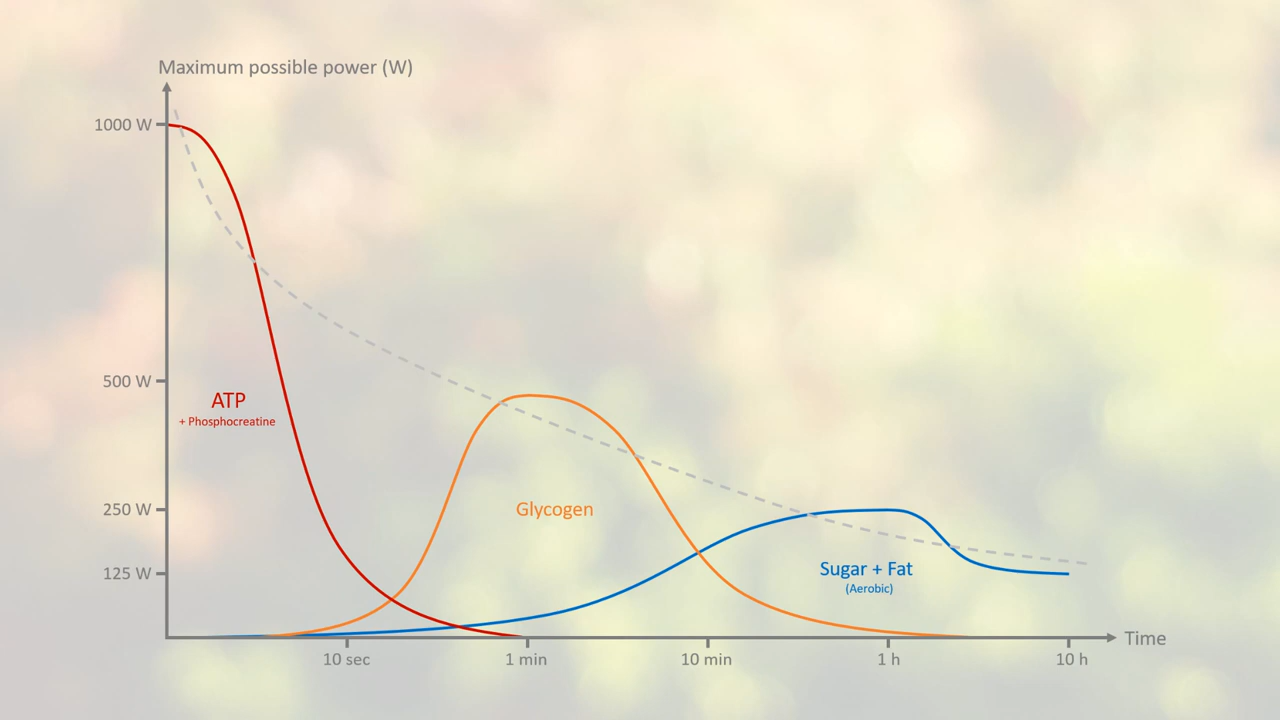 Maximum possible power (W)
1000 W
500 W
250 W
125 W
ATP
+ Phosphocreatine
Glycogen
Sugar + Fat
(Aerobic)
10 sec
1 min
10 min
1 h
10 h
Time